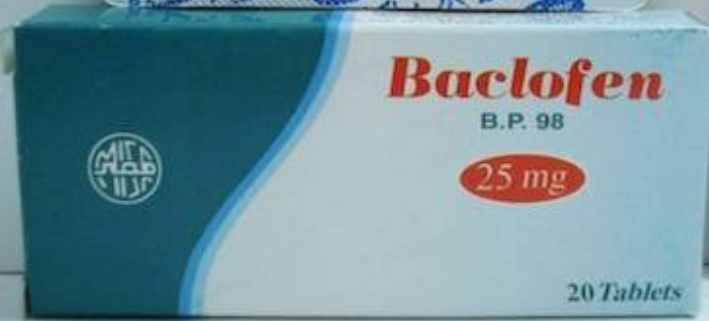 Baclofen
B.P. 98
25 mg
20 Tablets